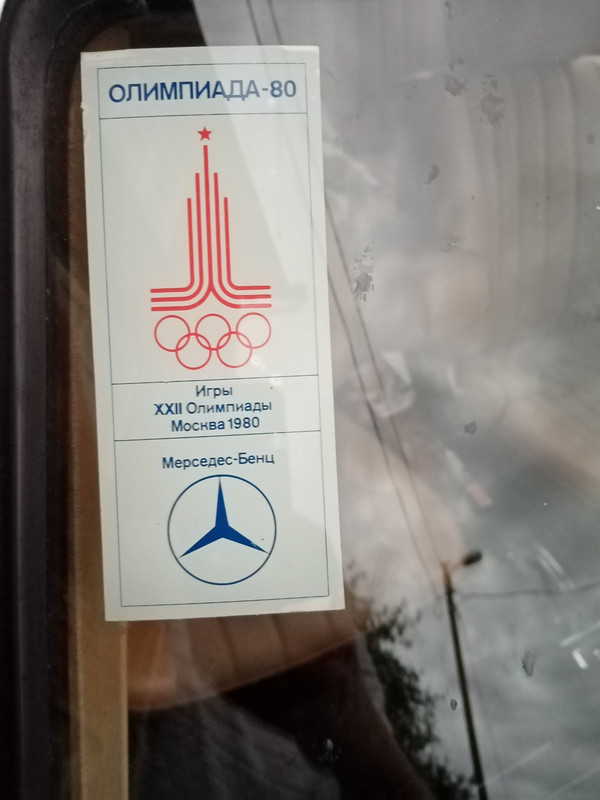 ОЛИМПИАДА-80
Игры
XXII Олимпиады
Москва 1980
Мерседес-Бенц